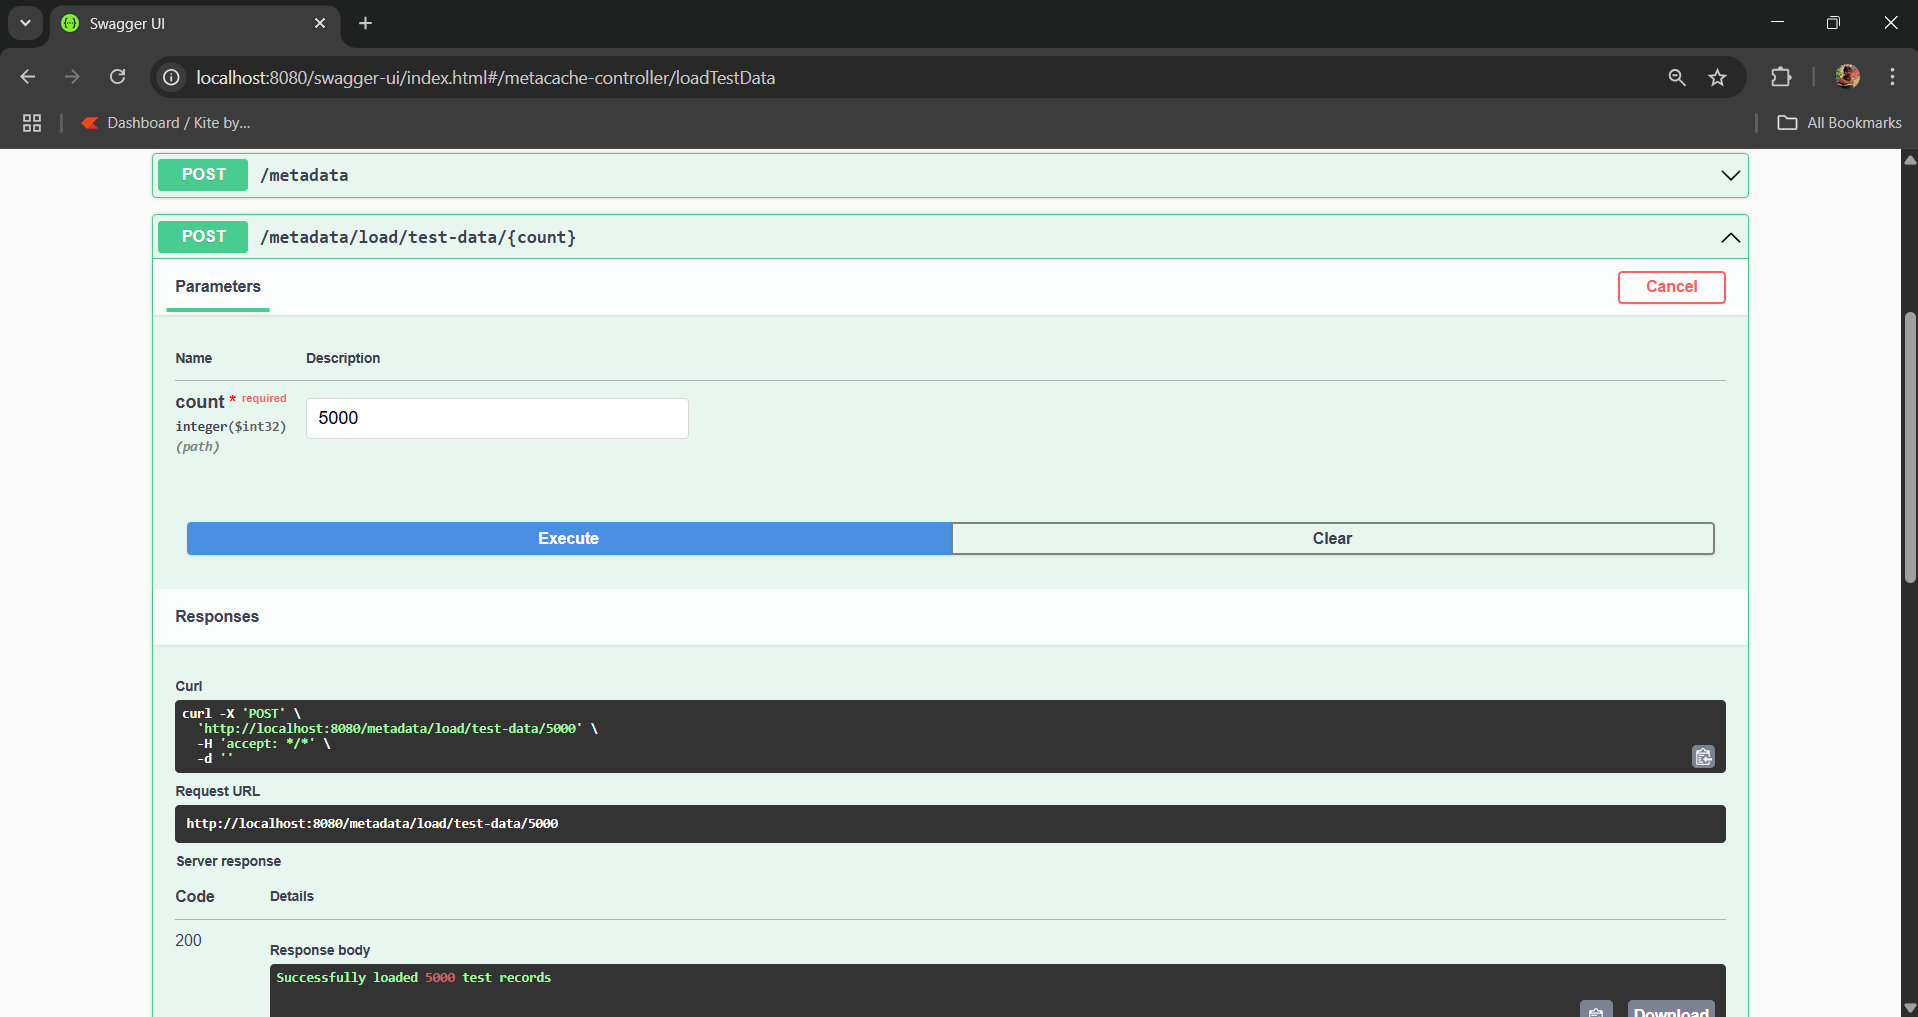 Swagger UI
localhost:8080/swagger-ui/index.html#/metacache-controller/loadTestData
Dashboard / Kite by...
All Bookmarks
POST /metadata
POST /metadata/load/test-data/{count}
Parameters
Cancel
Name Description
count * required
integer($int32)
(path)
5000
Execute Clear
Responses
Curl
curl -X 'POST' \
'http://localhost:8080/metadata/load/test-data/5000' \
-H 'accept: */*' \
-d ''
Request URL
http://localhost:8080/metadata/load/test-data/5000
Server response
Code Details
200
Response body
Successfully loaded 5000 test records
Download